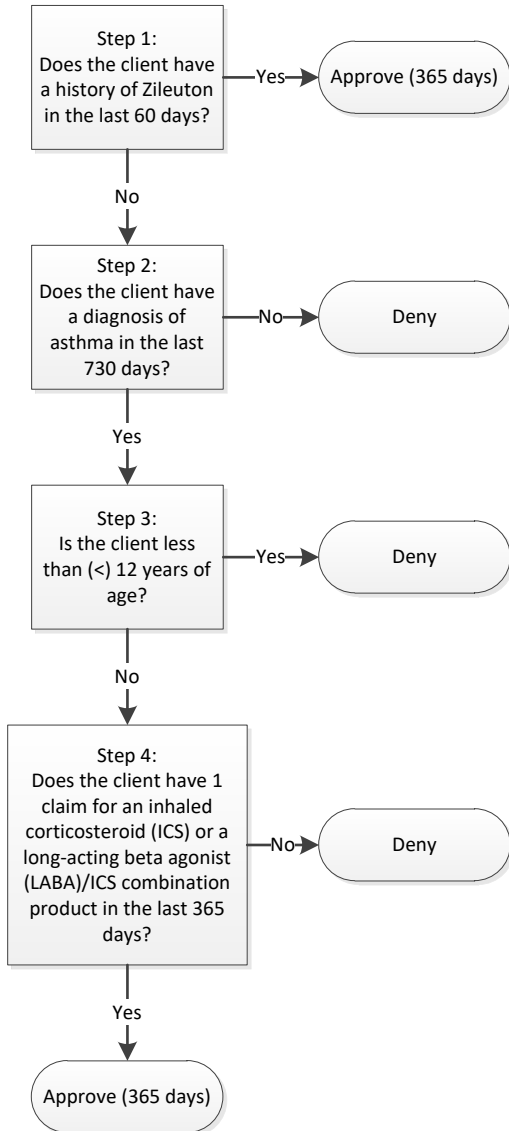 Step 1:
Does the client have
a history of Zileuton
in the last 60 days?
Yes
Approve (365 days)
No
Step 2:
Does the client have
a diagnosis of
asthma in the last
730 days?
No
Deny
Yes
Step 3:
Is the client less
than (<) 12 years of
age?
Yes
Deny
No
Step 4:
Does the client have 1
claim for an inhaled
corticosteroid (ICS) or a
long-acting beta agonist
(LABA)/ICS combination
product in the last 365
days?
No
Deny
Yes
Approve (365 days)